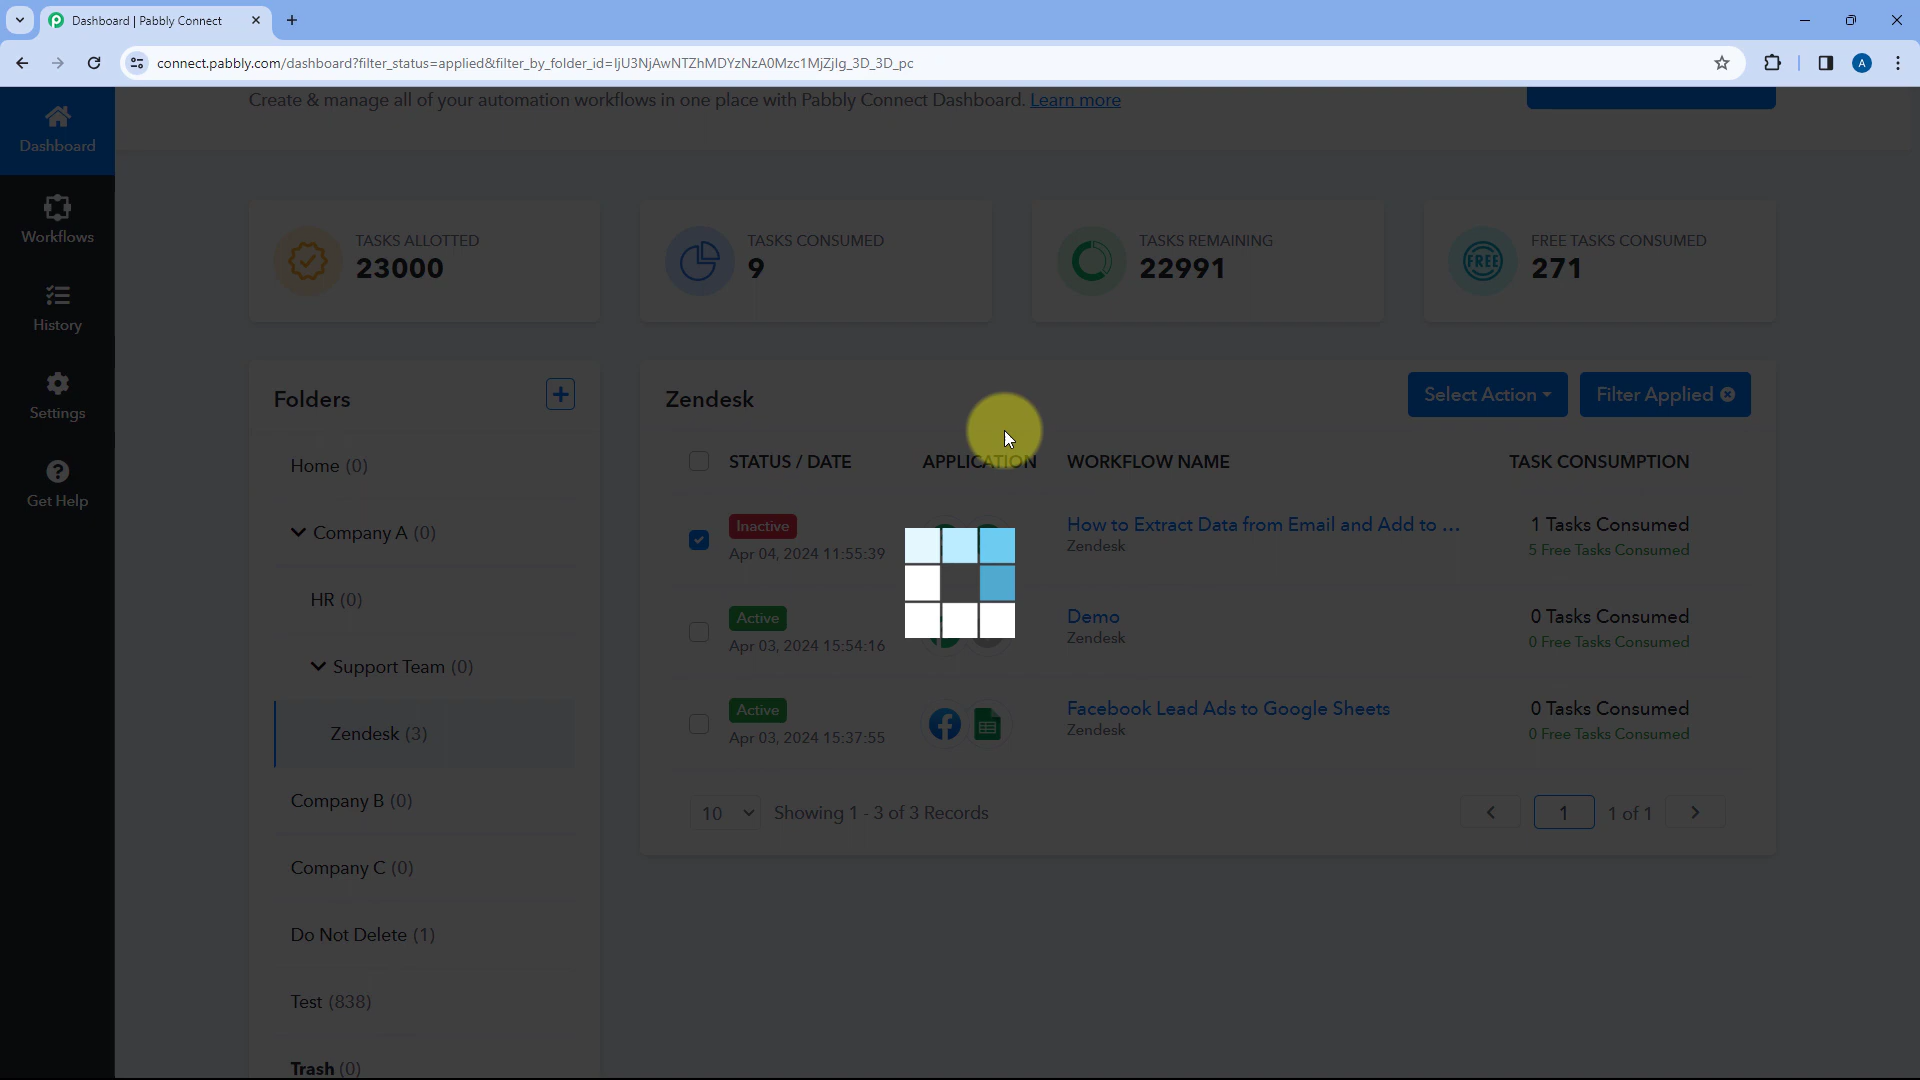 Dashboard | Pabbly Connect
connect.pabbly.com/dashboard?filter_status=applied&filter_by_folder_id=IjU3NjAwNTZhMDYzNzA0Mzc1MjZjIg_3D_3D_pc
A
Create & manage all of your automation workflows in one place with Pabbly Connect Dashboard. Learn more
Dashboard
Workflows
History
Settings
Get Help
TASKS ALLOTTED
23000
TASKS CONSUMED
9
TASKS REMAINING
22991
FREE
FREE TASKS CONSUMED
271
Folders
Home (0)
Company A (0)
HR (0)
Support Team (0)
Zendesk (3)
Company B (0)
Company C (0)
Do Not Delete (1)
Test (838)
Trash (0)
Zendesk
Select Action
Filter Applied
STATUS / DATE APPLICATION WORKFLOW NAME TASK CONSUMPTION
Inactive
Apr 04, 2024 11:55:39
How to Extract Data from Email and Add to ...
Zendesk
1 Tasks Consumed
5 Free Tasks Consumed
Active
Apr 03, 2024 15:54:16
Demo
Zendesk
0 Tasks Consumed
0 Free Tasks Consumed
Active
Apr 03, 2024 15:37:55
Facebook Lead Ads to Google Sheets
Zendesk
0 Tasks Consumed
0 Free Tasks Consumed
10 Showing 1 - 3 of 3 Records
1 1 of 1